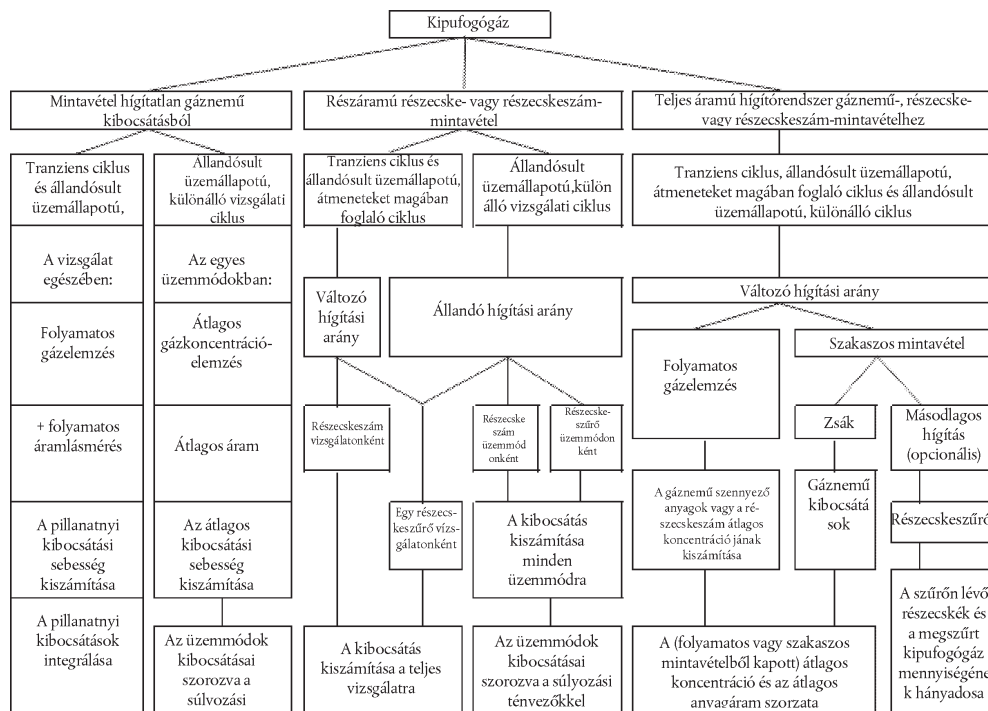 Kipufogógáz
Mintavétel hígítatlan gáznemű
kibocsátásból
Részáramú részecske- vagy részecskeszám-
mintavétel
Teljes áramú hígítórendszer gáznemű-, részecske-
vagy részecskeszám-mintavételhez
Tranziens ciklus
és állandósult
üzemállapotú,
Állandósult
üzemállapotú,
különálló vizsgálati
ciklus
Tranziens ciklus és
állandósult üzemállapotú,
átmeneteket magában
foglaló ciklus
Állandósult
üzemállapotú,külön
álló vizsgálati ciklus
Tranziens ciklus, állandósult üzemállapotú,
átmeneteket magában foglaló ciklus és állandósult
üzemállapotú, különálló ciklus
A vizsgálat
egészében:
Az egyes
üzemmódokban:
Változó
hígítási
arány
Állandó hígítási arány
Változó hígítási arány
Folyamatos
gázelemzés
Átlagos
gázkoncentráció-
elemzés
Folyamatos
gázelemzés
Szakaszos mintavétel
+ folyamatos
áramlásmérés
Átlagos áram
Részecskeszám
vizsgálatonként
Részecske
szám
üzemmód
onként
Részecske-
szűrő
üzemmódon
ként
Zsák
Másodlagos
hígítás
(opcionális)
A pillanatnyi
kibocsátási
sebesség
kiszámítása
Az átlagos
kibocsátási
sebesség
kiszámítása
Egy részecs-
keszűrő vizs-
gálatonként
A kibocsátás
kiszámítása
minden
üzemmódra
A gáznemű szennyező
anyagok vagy a ré-
szecskeszám átlagos
koncentráció jának
kiszámítása
Gáznemű
kibocsátá
sok
Részecskeszűrő
A pillanatnyi
kibocsátások
integrálása
Az üzemmódok
kibocsátásai
szorozva a
súlvozási
A kibocsátás
kiszámítása a teljes
vizsgálatra
Az üzemmódok
kibocsátásai
szorozva a súlyozási
tényezőkkel
A (folyamatos vagy szakaszos
mintavételből kapott) átlagos
koncentráció és az átlagos
anyagáram szorzata
A szűrőn lévő
részecskék és
a megszűrt
kipufogógáz
mennyiségéne
k hányadosa